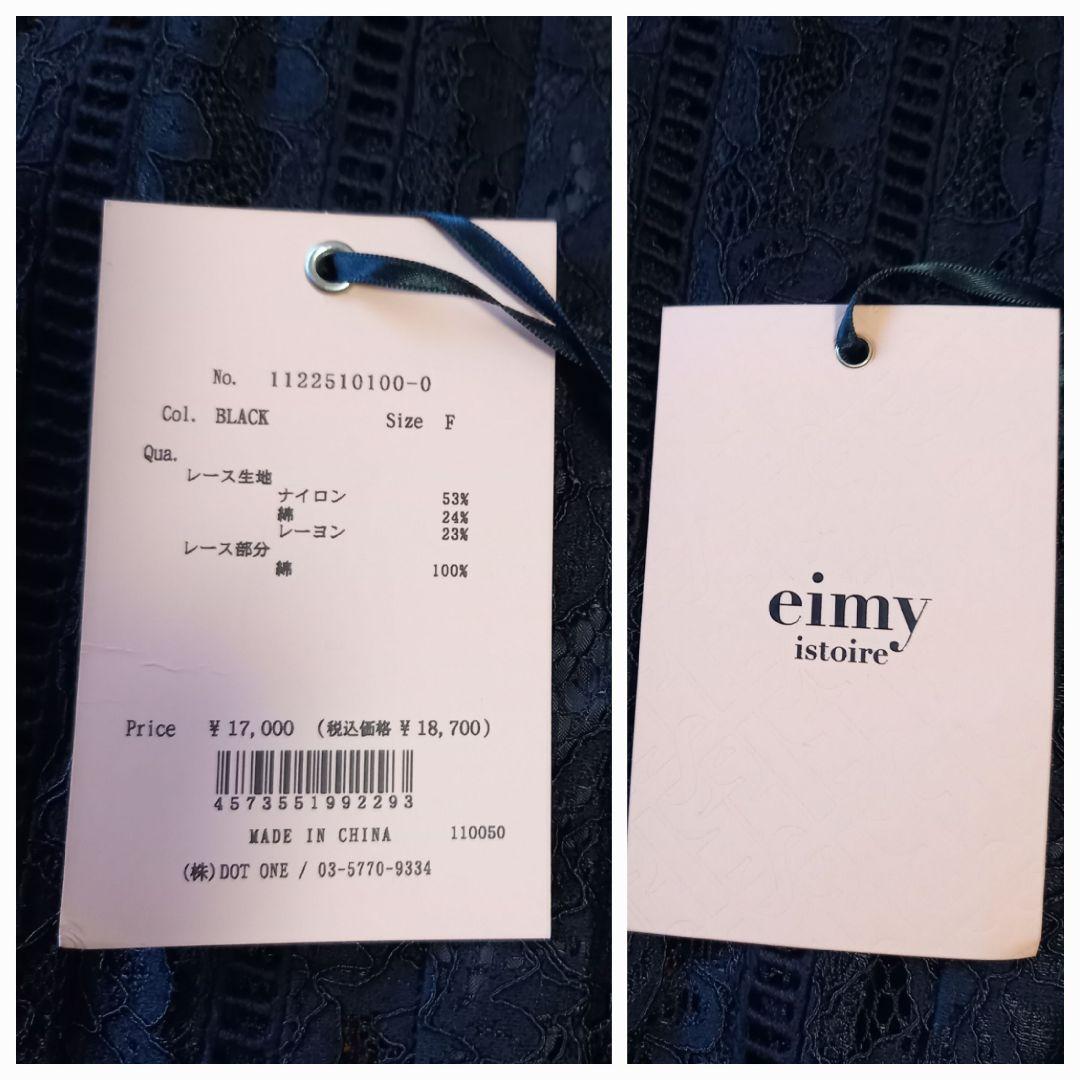 No. 1122510100-0
Col. BLACK Size F
Qua.
レース生地
ナイロン 53%
綿 24%
レーヨン 23%
レース部分
綿 100%
Price ¥17,000 (税込価格 ¥18,700)
4573551992293
MADE IN CHINA 110050
(株)DOT ONE / 03-5770-9334
eimy
istoire